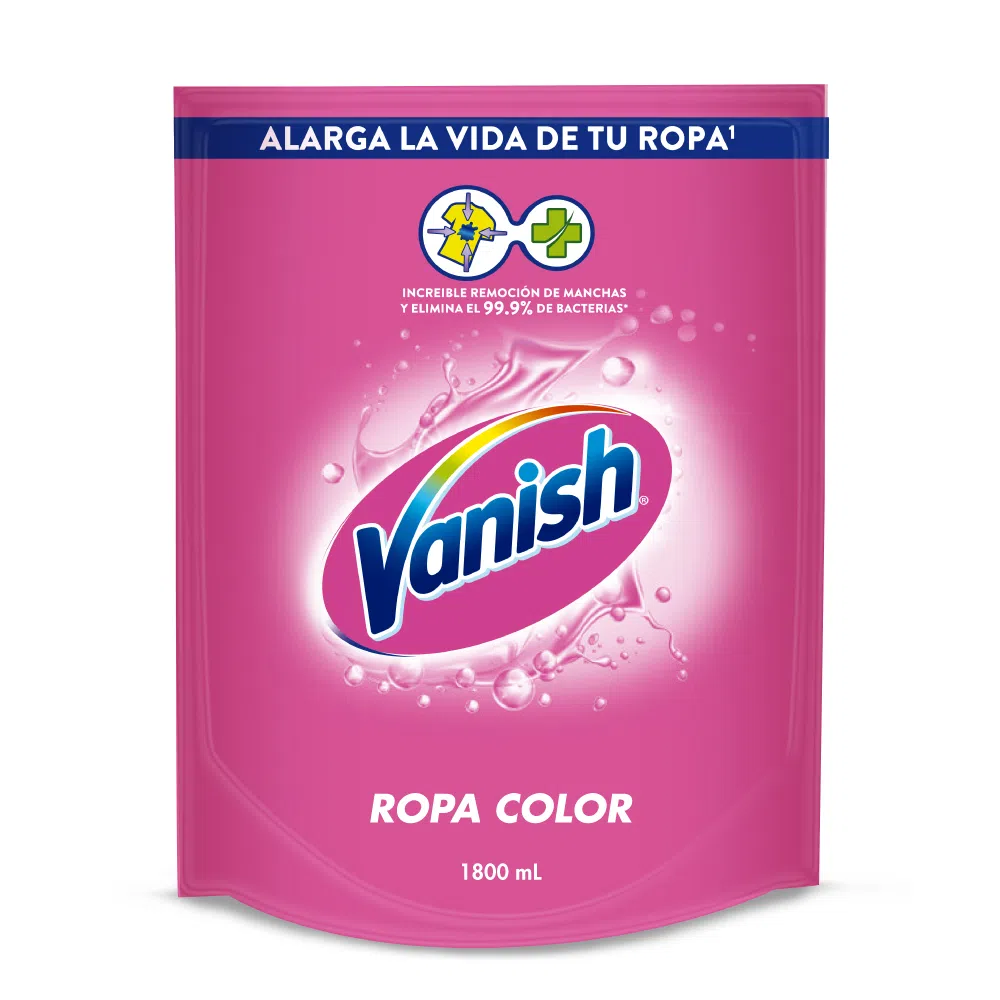 ALARGA LA VIDA DE TU ROPA¹
INCREIBLE REMOCIÓN DE MANCHAS
Y ELIMINA EL 99.9% DE BACTERIAS*
Vanish®
ROPA COLOR
1800 mL